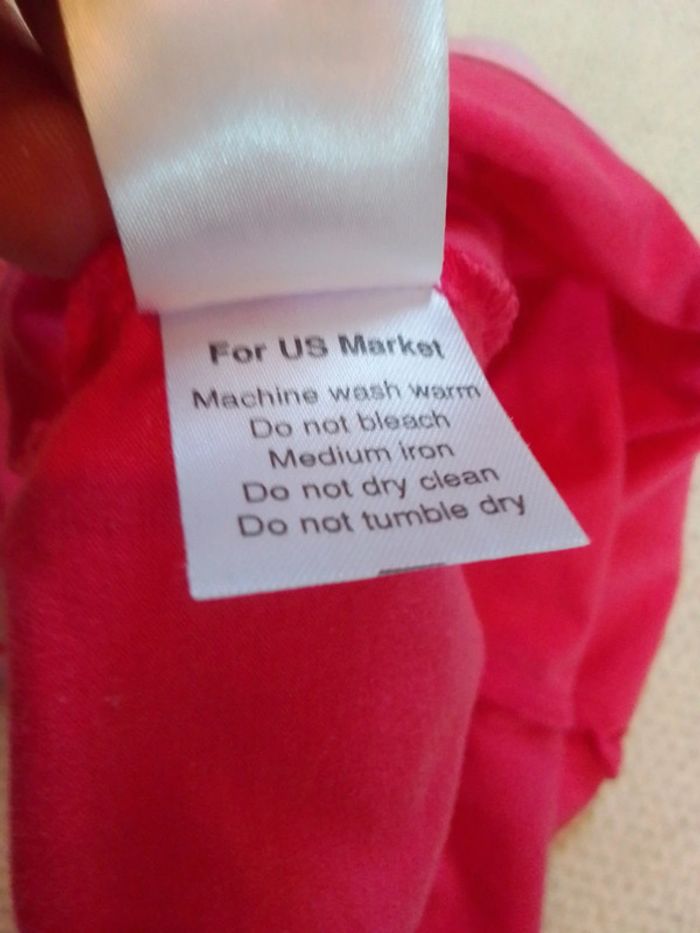 For US Market
Machine wash warm
Do not bleach
Medium iron
Do not dry clean
Do not tumble dry